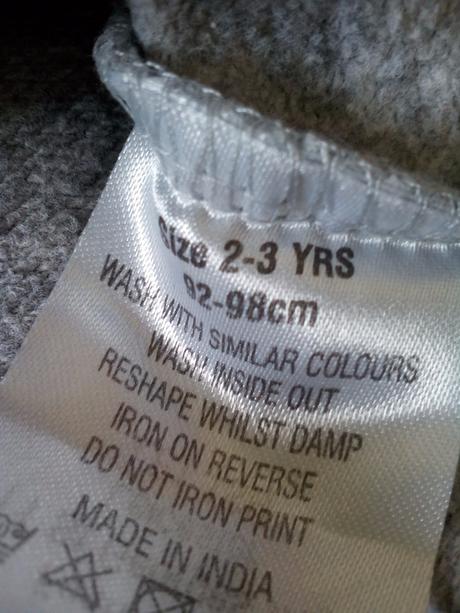 SIZE 2-3 YRS
92-98cm
WASH WITH SIMILAR COLOURS
WASH INSIDE OUT
RESHAPE WHILST DAMP
IRON ON REVERSE
DO NOT IRON PRINT
MADE IN INDIA